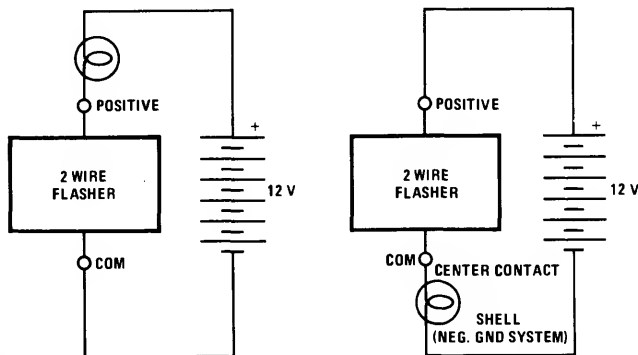 +
POSITIVE
2 WIRE
FLASHER
12 V
COM
+
POSITIVE
2 WIRE
FLASHER
12 V
COM
CENTER CONTACT
SHELL
(NEG. GND SYSTEM)